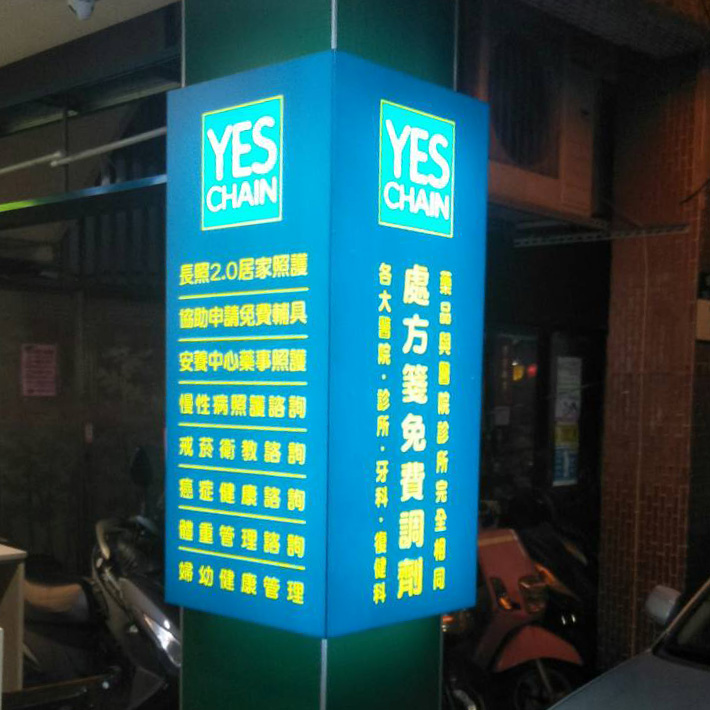 YES
CHAIN
長照2.0居家照護
協助申請免費輔具
安養中心藥事照護
慢性病照護諮詢
戒菸衛教諮詢
癌症健康諮詢
體重管理諮詢
婦幼健康管理
YES
CHAIN
藥品與醫院診所完全相同
處方箋免費調劑
各大醫院·診所·牙科·復健科